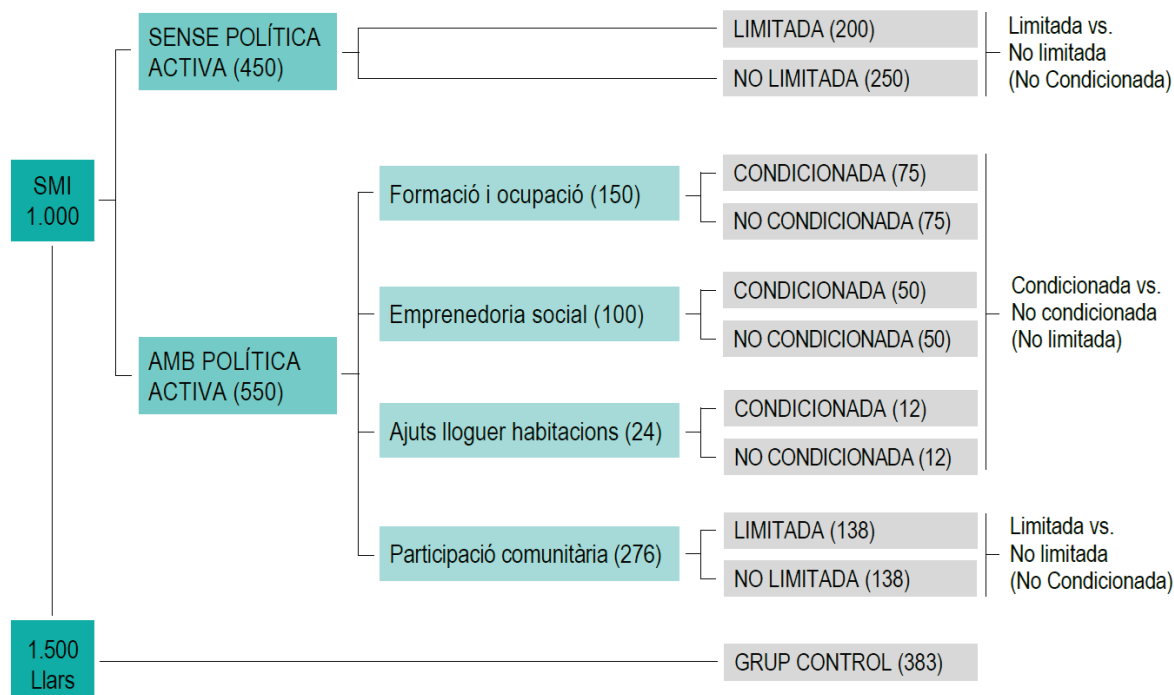 SENSE POLÍTICA
ACTIVA (450)
LIMITADA (200)
NO LIMITADA (250)
Limitada vs.
No limitada
(No Condicionada)
SMI
1.000
AMB POLÍTICA
ACTIVA (550)
Formació i ocupació (150)
CONDICIONADA (75)
NO CONDICIONADA (75)
Emprenedoria social (100)
CONDICIONADA (50)
NO CONDICIONADA (50)
Ajuts lloguer habitacions (24)
CONDICIONADA (12)
NO CONDICIONADA (12)
Condicionada vs.
No condicionada
(No limitada)
Participació comunitària (276)
LIMITADA (138)
NO LIMITADA (138)
Limitada vs.
No limitada
(No Condicionada)
1.500
Llars
GRUP CONTROL (383)